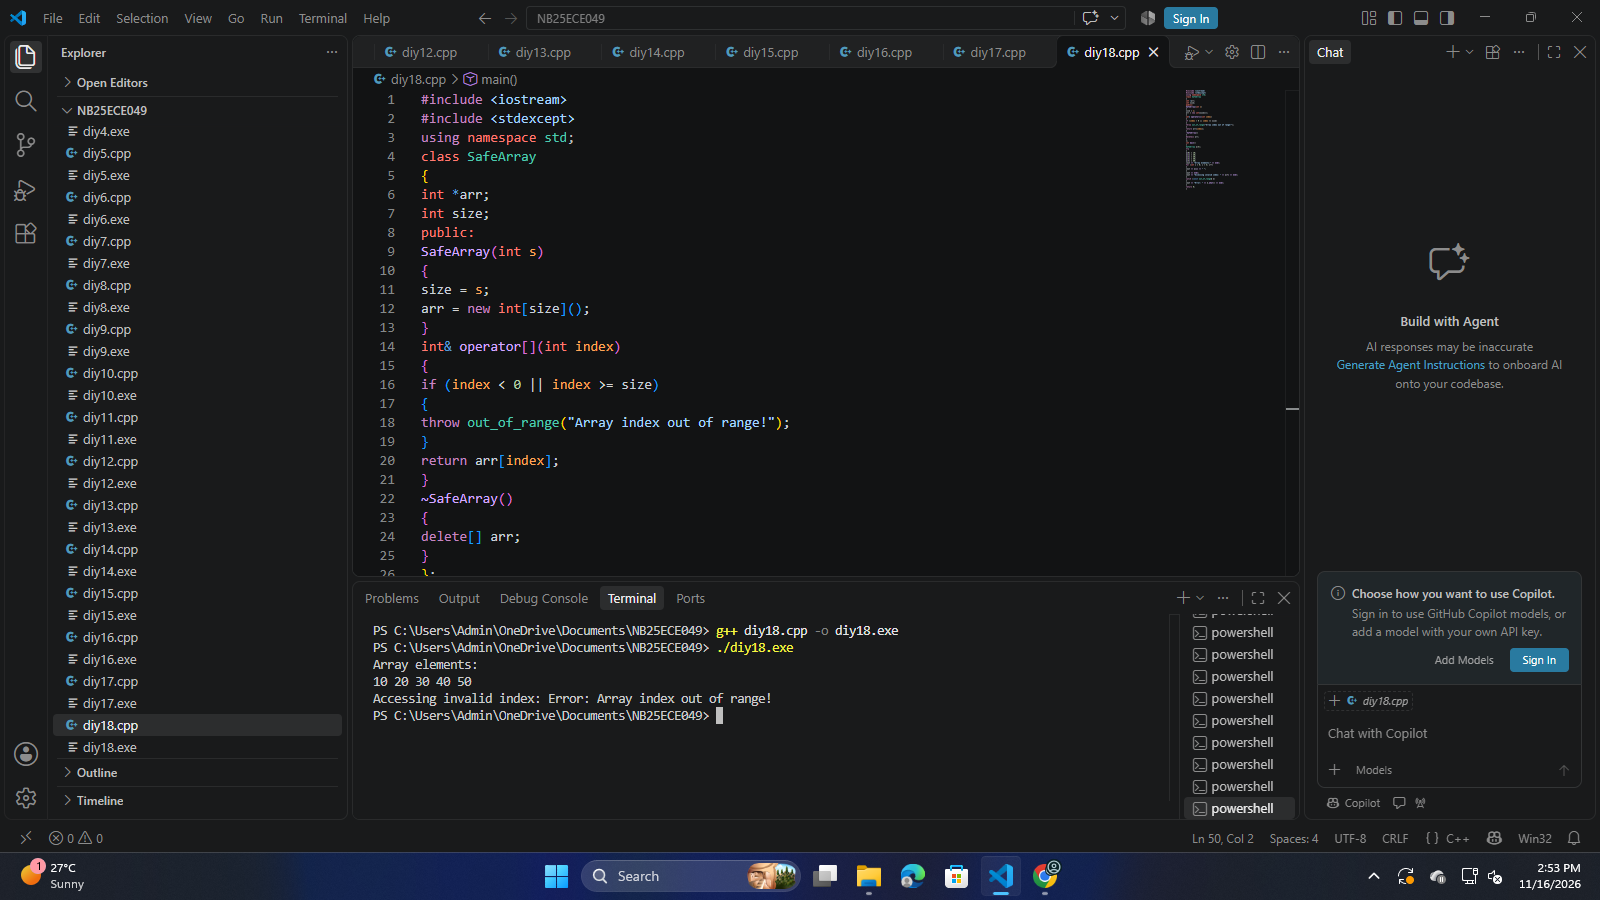 File Edit Selection View Go Run Terminal Help
NB25ECE049
Sign In
Explorer
Open Editors
NB25ECE049
diy4.exe
diy5.cpp
diy5.exe
diy6.cpp
diy6.exe
diy7.cpp
diy7.exe
diy8.cpp
diy8.exe
diy9.cpp
diy9.exe
diy10.cpp
diy10.exe
diy11.cpp
diy11.exe
diy12.cpp
diy12.exe
diy13.cpp
diy13.exe
diy14.cpp
diy14.exe
diy15.cpp
diy15.exe
diy16.cpp
diy16.exe
diy17.cpp
diy17.exe
diy18.cpp
diy18.exe
Outline
Timeline
diy12.cpp diy13.cpp diy14.cpp diy15.cpp diy16.cpp diy17.cpp diy18.cpp
diy18.cpp > main()
1 #include <iostream>
2 #include <stdexcept>
3 using namespace std;
4 class SafeArray
5 {
6 int *arr;
7 int size;
8 public:
9 SafeArray(int s)
10 {
11 size = s;
12 arr = new int[size]();
13 }
14 int& operator[](int index)
15 {
16 if (index < 0 || index >= size)
17 {
18 throw out_of_range("Array index out of range!");
19 }
20 return arr[index];
21 }
22 ~SafeArray()
23 {
24 delete[] arr;
25 }
26 };
Problems Output Debug Console Terminal Ports
PS C:\Users\Admin\OneDrive\Documents\NB25ECE049> g++ diy18.cpp -o diy18.exe
PS C:\Users\Admin\OneDrive\Documents\NB25ECE049> ./diy18.exe
Array elements:
10 20 30 40 50
Accessing invalid index: Error: Array index out of range!
PS C:\Users\Admin\OneDrive\Documents\NB25ECE049>
powershell
powershell
powershell
powershell
powershell
powershell
powershell
powershell
powershell
powershell
Chat
Build with Agent
AI responses may be inaccurate
Generate Agent Instructions to onboard AI
onto your codebase.
Choose how you want to use Copilot.
Sign in to use GitHub Copilot models, or
add a model with your own API key.
Add Models Sign In
diy18.cpp
Chat with Copilot
Models
Copilot
0 0
Ln 50, Col 2 Spaces: 4 UTF-8 CRLF {} C++ Win32
1
27°C
Sunny
Search
2:53 PM
11/16/2026